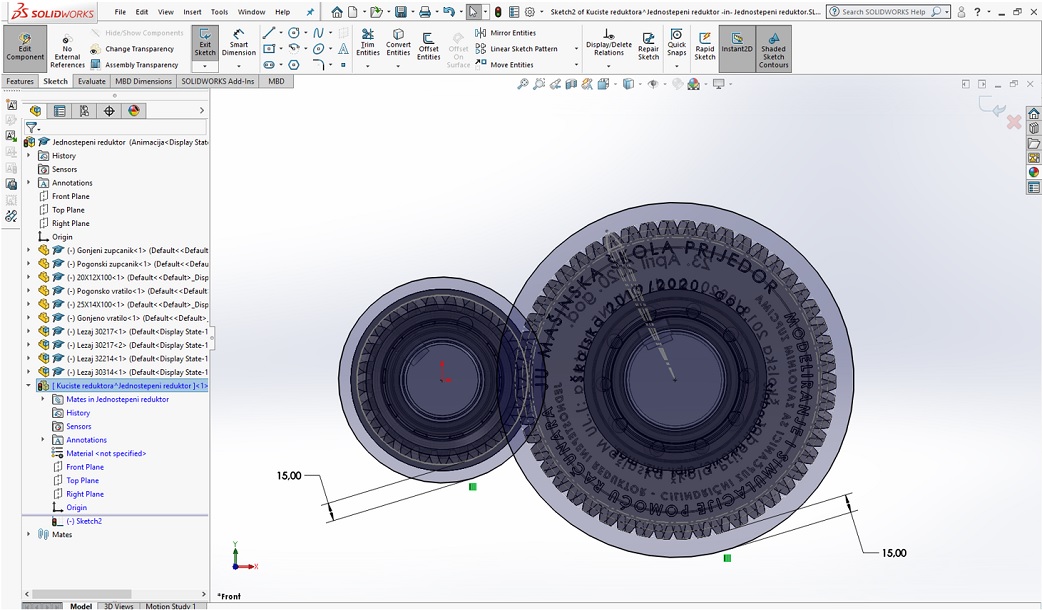 SOLIDWORKS
File Edit View Insert Tools Window Help
Sketch2 of Kuciste reduktora^Jednostepeni reduktor -in- Jednostepeni reduktor.SL...
Search SOLIDWORKS Help
Edit Component
No External References
Hide/Show Components
Change Transparency
Assembly Transparency
Exit Sketch
Smart Dimension
Trim Entities
Convert Entities
Offset Entities
Offset On Surface
Mirror Entities
Linear Sketch Pattern
Move Entities
Display/Delete Relations
Repair Sketch
Quick Snaps
Rapid Sketch
Instant2D
Shaded Sketch Contours
Features Sketch Evaluate MBD Dimensions SOLIDWORKS Add-Ins MBD
Jednostepeni reduktor (Animacija<Display Stat
History
Sensors
Annotations
Front Plane
Top Plane
Right Plane
Origin
(-) Gonjeni zupcanik<1> (Default<<Default
(-) Pogonski zupcanik<1> (Default<<Defau
(-) 20X12X100<1> (Default<<Default>_Disp
(-) Pogonsko vratilo<1> (Default<<Default
(-) 25X14X100<1> (Default<<Default>_Disp
(-) Gonjeno vratilo<1> (Default<<Default>_
(-) Lezaj 30217<1> (Default<Display State-1
(-) Lezaj 30217<2> (Default<Display State-1
(-) Lezaj 32214<1> (Default<Display State-1
(-) Lezaj 30314<1> (Default<Display State-1
[ Kuciste reduktora^Jednostepeni reduktor ]<1>
Mates in Jednostepeni reduktor
History
Sensors
Annotations
Material <not specified>
Front Plane
Top Plane
Right Plane
Origin
(-) Sketch2
Mates
JU MAŠINSKA ŠKOLA PRIJEDOR
MODELIRANJE I SIMULACIJE POMOĆU RAČUNARA
15.00
15.00
Y
X
*Front
Model 3D Views Motion Study 1